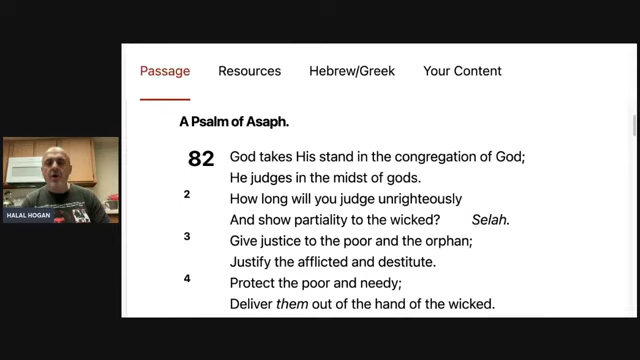 Passage Resources Hebrew/Greek Your Content
A Psalm of Asaph.
82 God takes His stand in the congregation of God;
He judges in the midst of gods.
2 How long will you judge unrighteously
And show partiality to the wicked? Selah.
3 Give justice to the poor and the orphan;
Justify the afflicted and destitute.
4 Protect the poor and needy;
Deliver them out of the hand of the wicked.
HALAL HOGAN